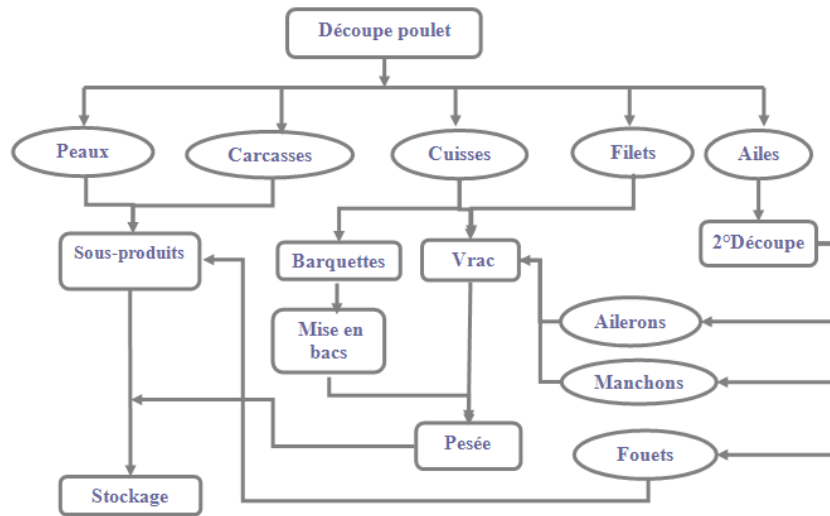 Découpe poulet
Peaux
Carcasses
Cuisses
Filets
Ailes
Sous-produits
Barquettes
Vrac
2°Découpe
Mise en
bacs
Ailerons
Manchons
Pesée
Fouets
Stockage